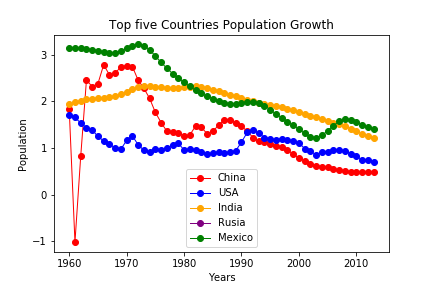 Top five Countries Population Growth
Population
3
2
1
0
−1
China
USA
India
Rusia
Mexico
1960 1970 1980 1990 2000 2010
Years